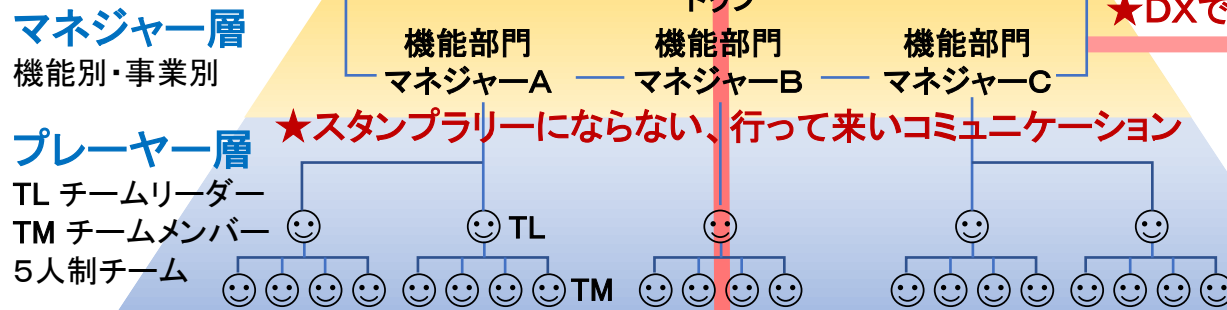 トップ
★DXで
マネジャー層
機能別・事業別
機能部門
マネジャーA
機能部門
マネジャーB
機能部門
マネジャーC
★スタンプラリーにならない、行って来いコミュニケーション
プレーヤー層
TL チームリーダー
TM チームメンバー
5人制チーム
TL
TM